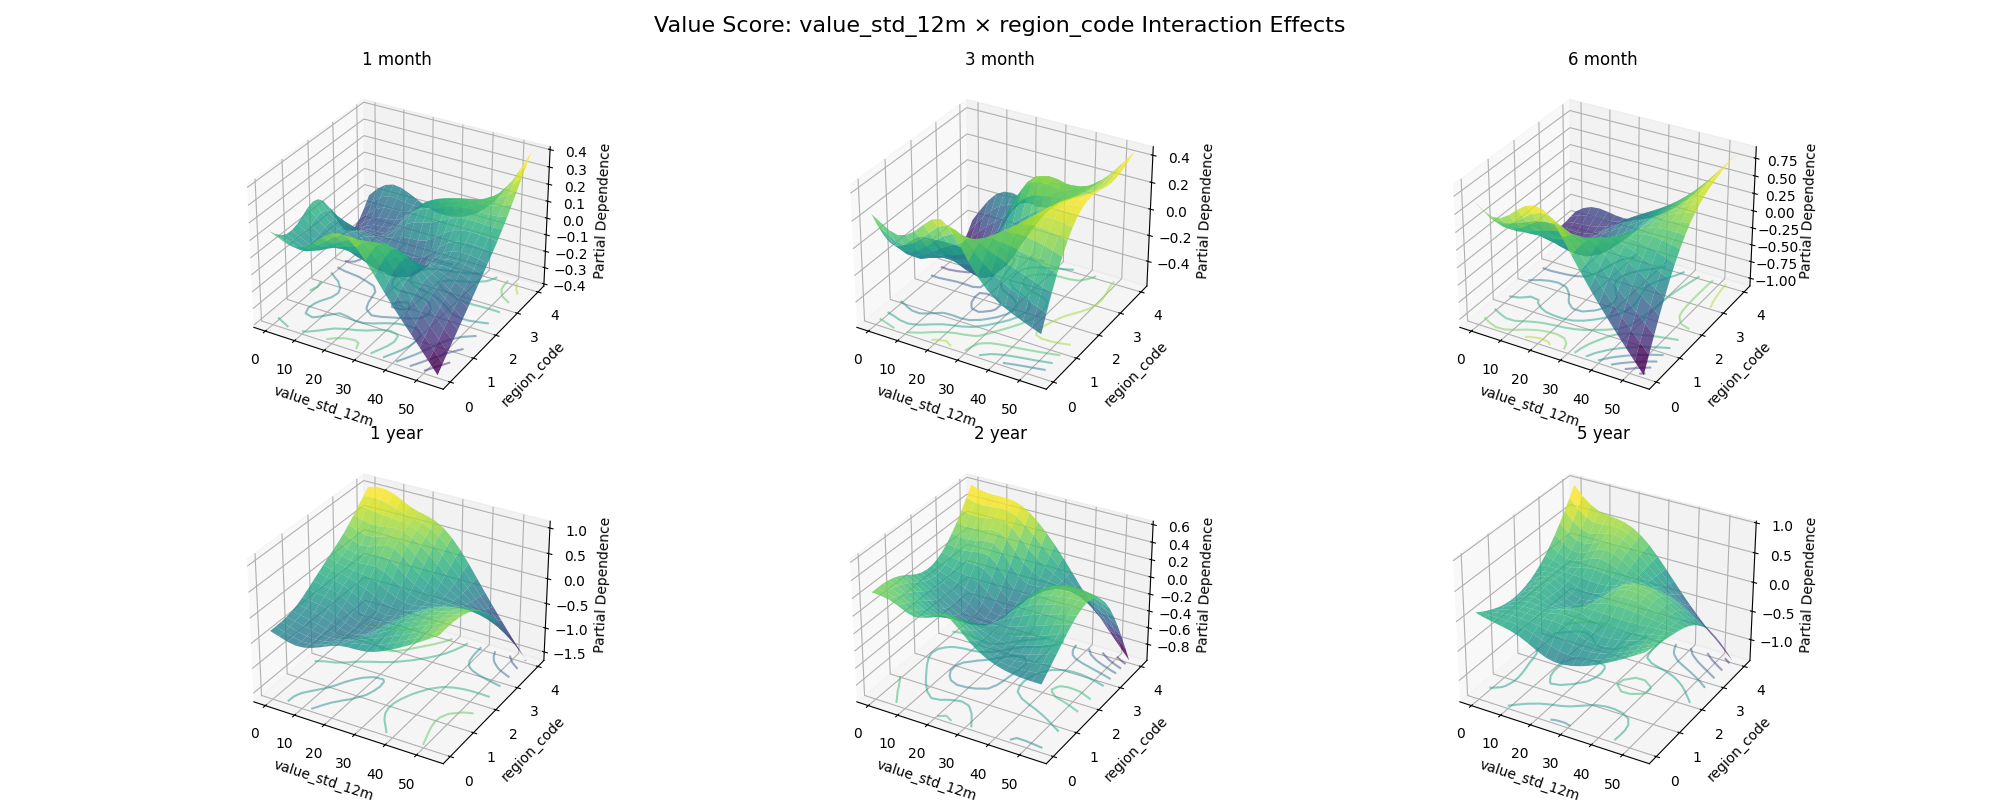 Value Score: value_std_12m × region_code Interaction Effects
1 month
0.4
0.3
0.2
0.1
0.0
−0.1
−0.2
−0.3
−0.4
Partial Dependence
0 10 20 30 40 50
value_std_12m
0 1 2 3 4
region_code
3 month
0.4
0.2
0.0
−0.2
−0.4
Partial Dependence
0 10 20 30 40 50
value_std_12m
0 1 2 3 4
region_code
6 month
0.75
0.50
0.25
0.00
−0.25
−0.50
−0.75
−1.00
Partial Dependence
0 10 20 30 40 50
value_std_12m
0 1 2 3 4
region_code
1 year
1.0
0.5
0.0
−0.5
−1.0
−1.5
Partial Dependence
0 10 20 30 40 50
value_std_12m
0 1 2 3 4
region_code
2 year
0.6
0.4
0.2
0.0
−0.2
−0.4
−0.6
−0.8
Partial Dependence
0 10 20 30 40 50
value_std_12m
0 1 2 3 4
region_code
5 year
1.0
0.5
0.0
−0.5
−1.0
Partial Dependence
0 10 20 30 40 50
value_std_12m
0 1 2 3 4
region_code